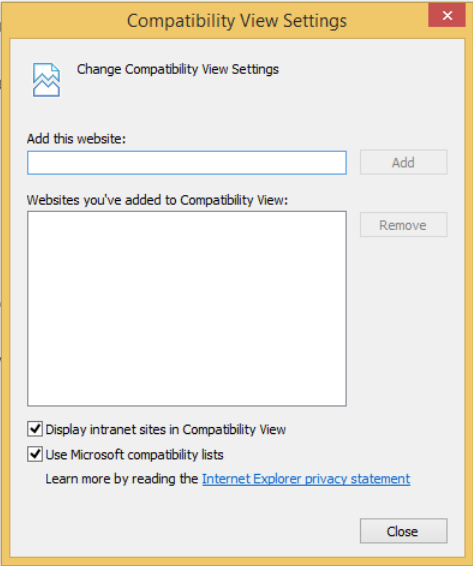 Compatibility View Settings
Change Compatibility View Settings
Add this website:
Add
Websites you've added to Compatibility View:
Remove
Display intranet sites in Compatibility View
Use Microsoft compatibility lists
Learn more by reading the Internet Explorer privacy statement
Close